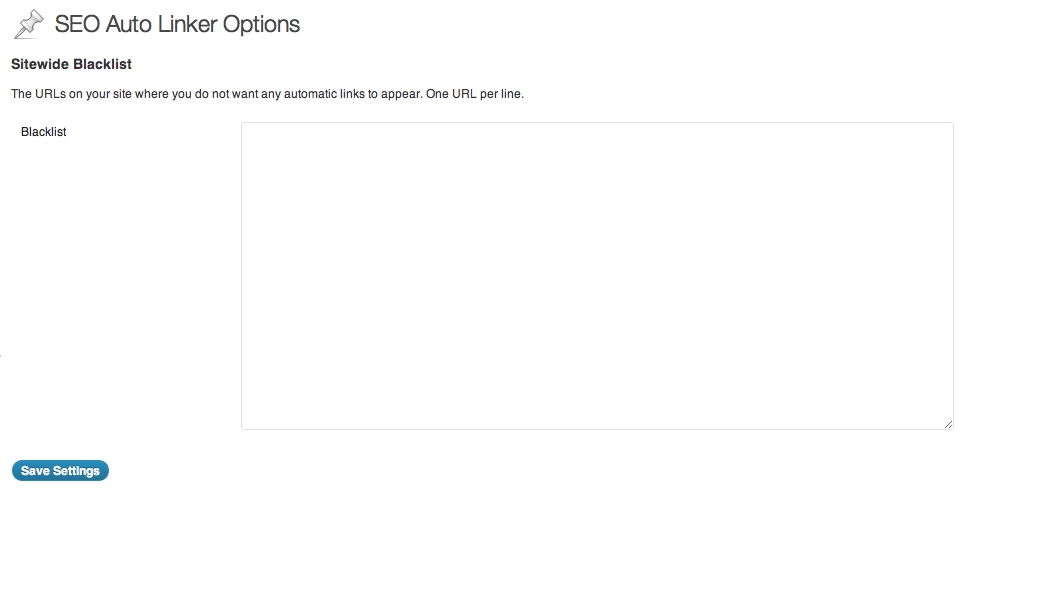 SEO Auto Linker Options
Sitewide Blacklist
The URLs on your site where you do not want any automatic links to appear. One URL per line.
Blacklist
Save Settings